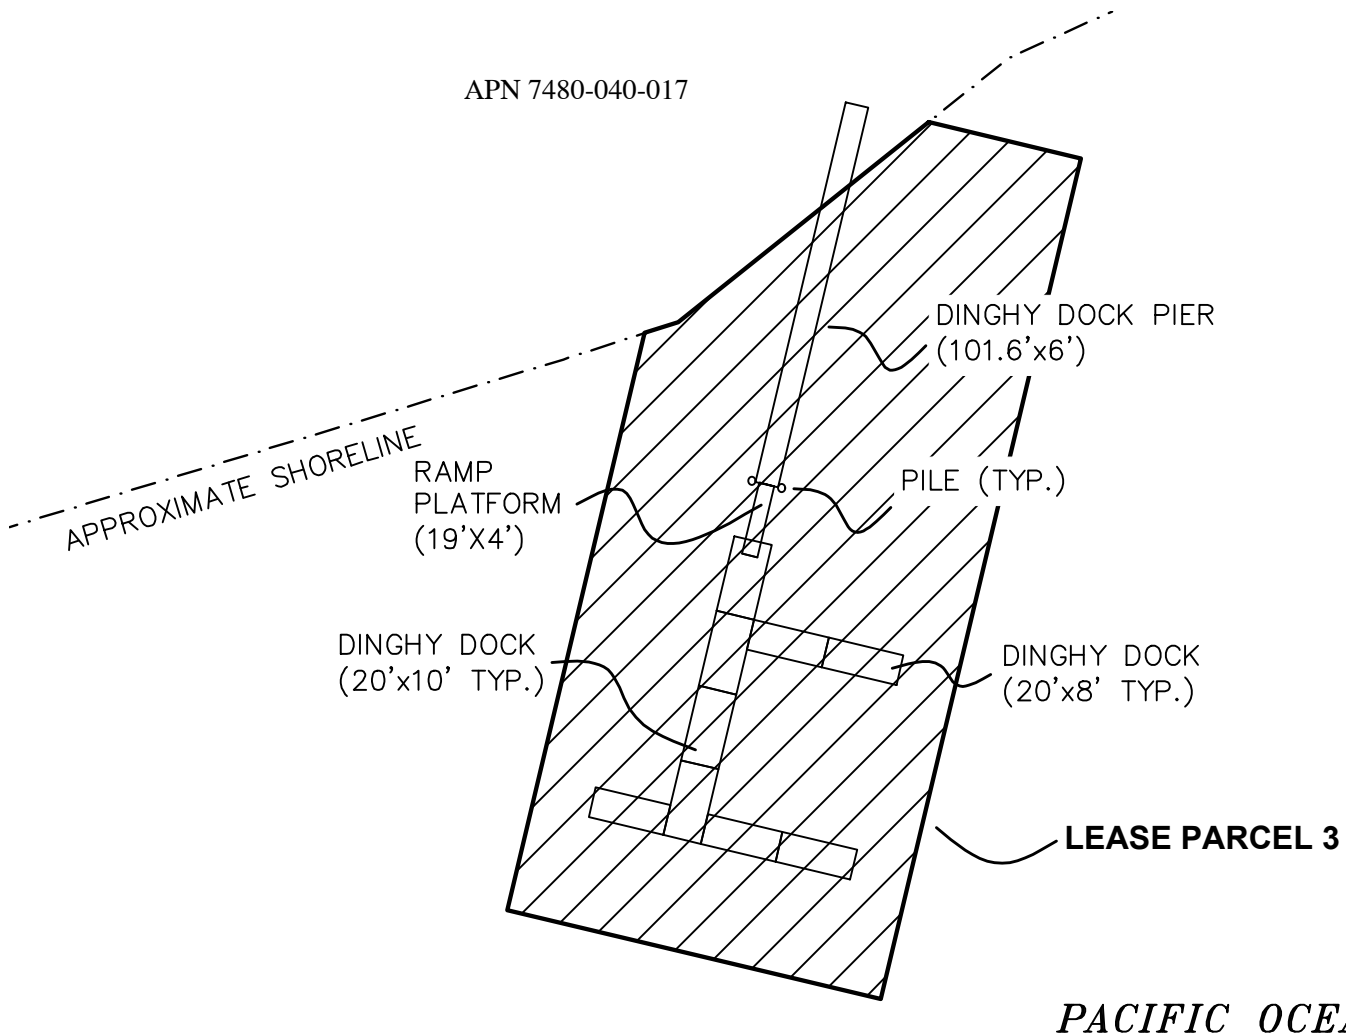 APN 7480-040-017
DINGHY DOCK PIER
(101.6'x6')
APPROXIMATE SHORELINE
RAMP
PLATFORM
(19'X4')
PILE (TYP.)
DINGHY DOCK
(20'x10' TYP.)
DINGHY DOCK
(20'x8' TYP.)
LEASE PARCEL 3
PACIFIC